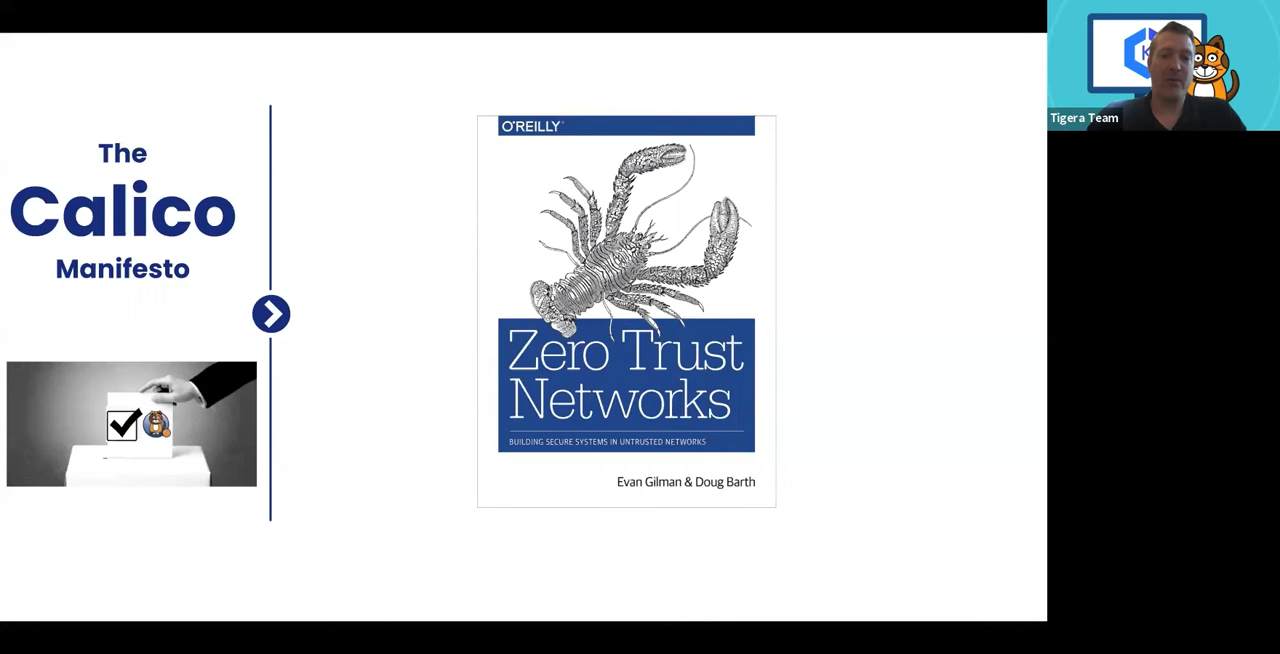 The
Calico
Manifesto
O'REILLY®
Zero Trust
Networks
BUILDING SECURE SYSTEMS IN UNTRUSTED NETWORKS
Evan Gilman & Doug Barth
Tigera Team
K